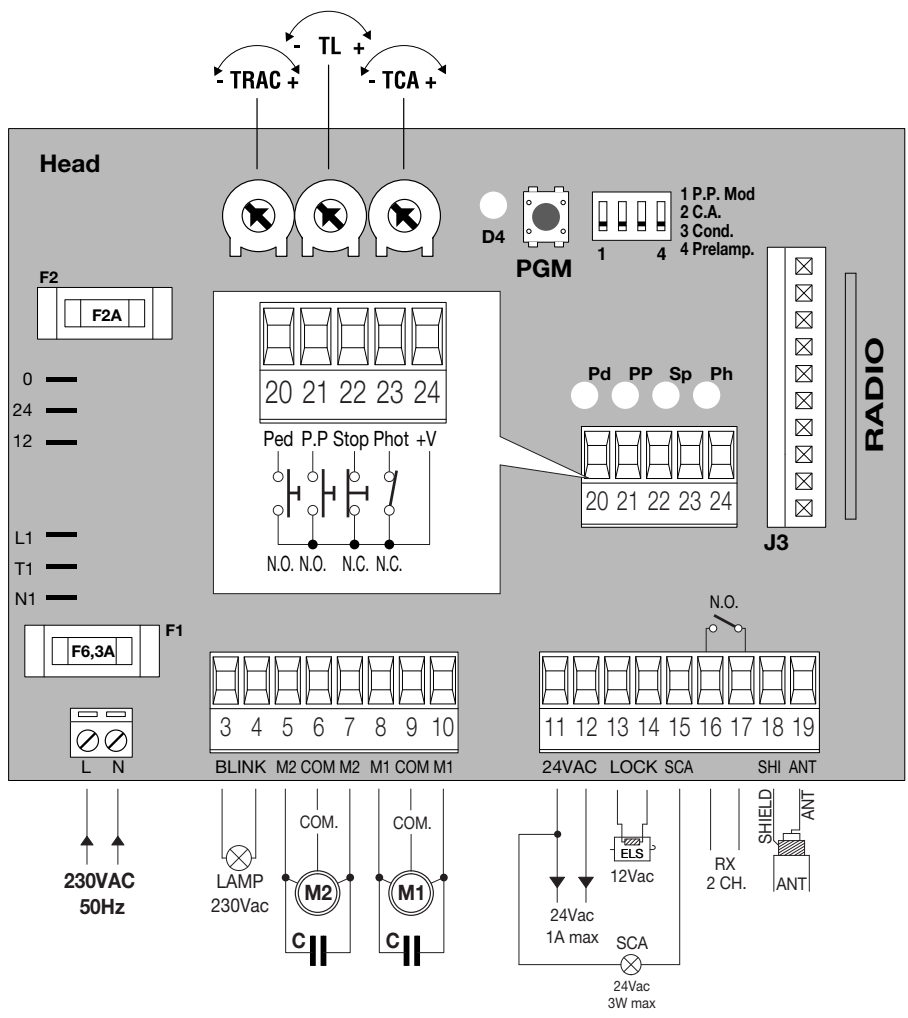 - TL +
- TRAC +
- TCA +
Head
D4
PGM
1 P.P. Mod
2 C.A.
3 Cond.
4 Prelamp.
1 4
F2
F2A
0
24
12
L1
T1
N1
20 21 22 23 24
Ped P.P Stop Phot +V
N.O. N.O. N.C. N.C.
Pd PP Sp Ph
20 21 22 23 24
RADIO
J3
F1
F6,3A
N.O.
L N
3 4 5 6 7 8 9 10
BLINK M2 COM M2 M1 COM M1
11 12 13 14 15 16 17 18 19
24VAC LOCK SCA SHI ANT
230VAC
50Hz
LAMP
230Vac
COM.
M2
C
COM.
M1
C
24Vac
1A max
ELS
12Vac
SCA
24Vac
3W max
RX
2 CH.
SHIELD
ANT
ANT